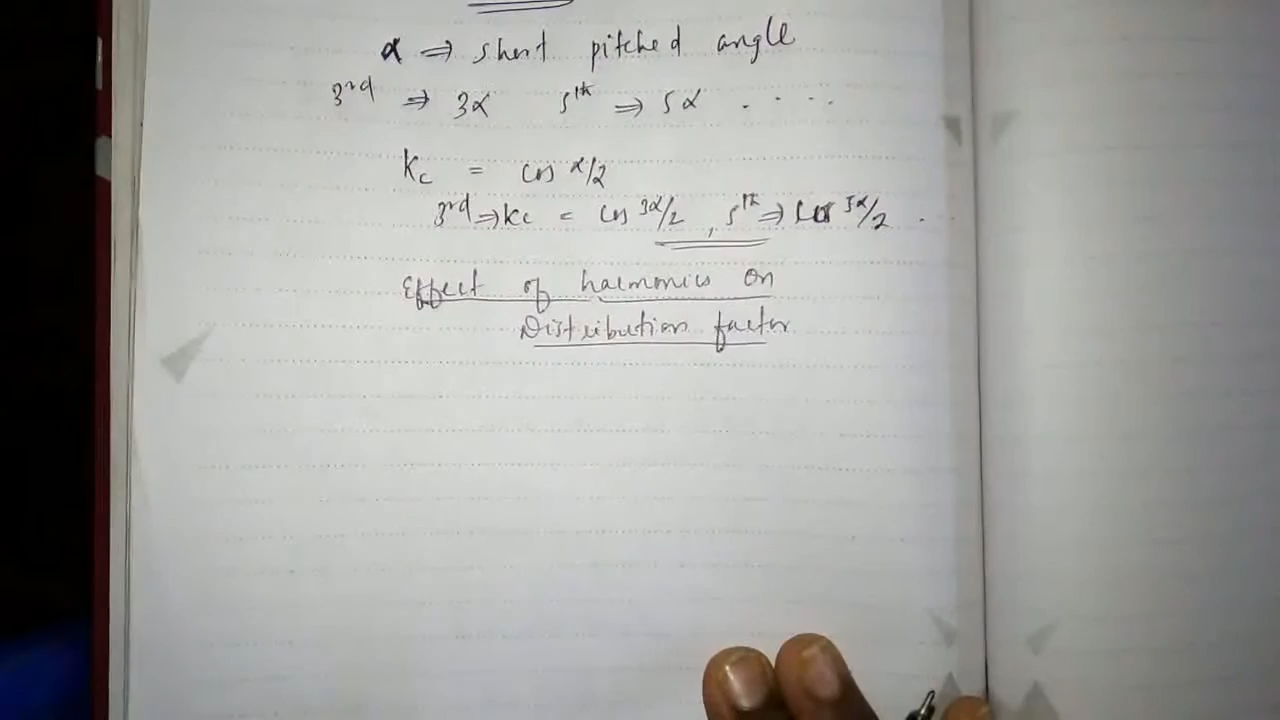 α ⇒ short pitched angle
3rd ⇒ 3α 5th ⇒ 5α . . . .
Kc = cos α/2
3rd ⇒ Kc = cos 3α/2 , 5th ⇒ cos 5α/2 . .
Effect of harmonics on
Distribution factor